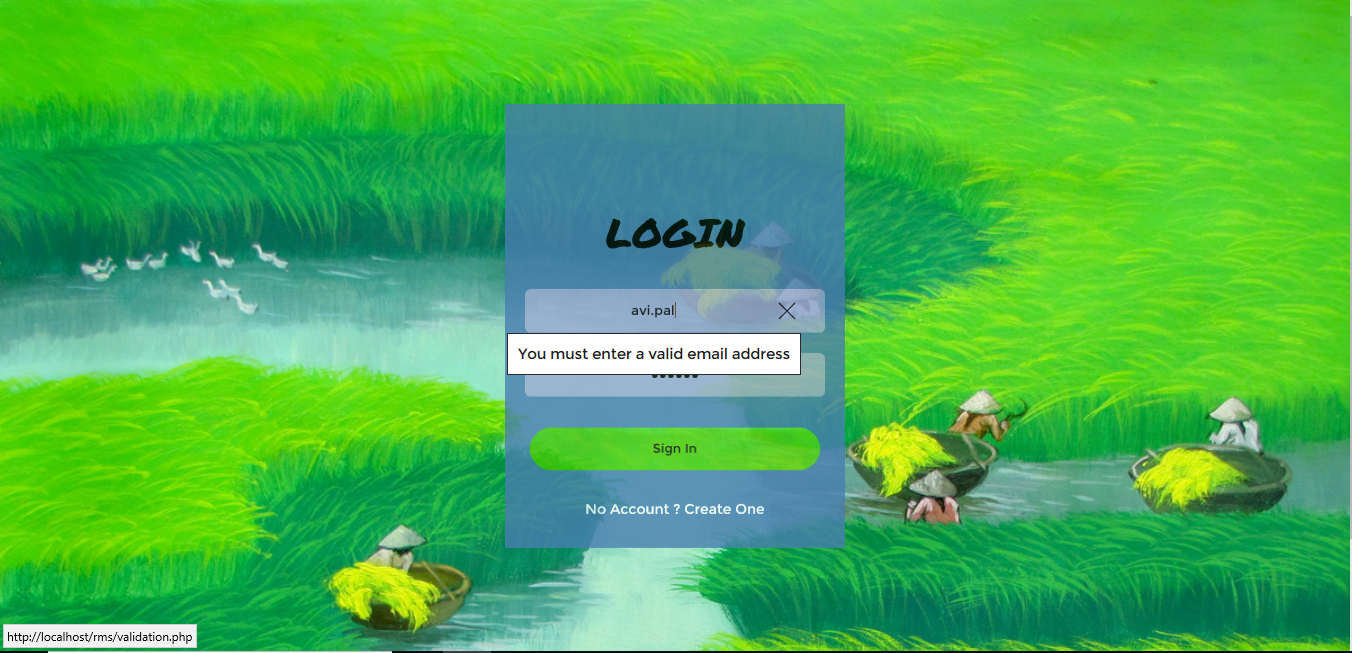 LOGIN
avi.pal
You must enter a valid email address
Sign In
No Account ? Create One
http://localhost/rms/validation.php